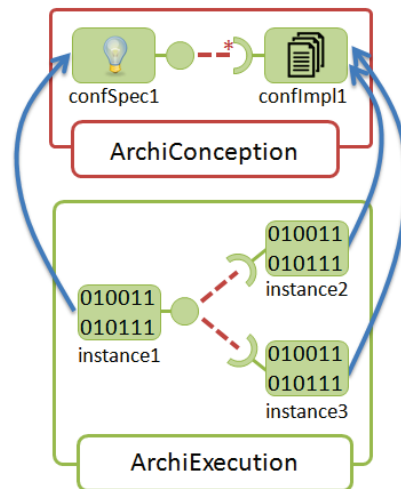 *
confSpec1
confImpl1
ArchiConception
010011
010111
instance2
010011
010111
instance1
010011
010111
instance3
ArchiExecution